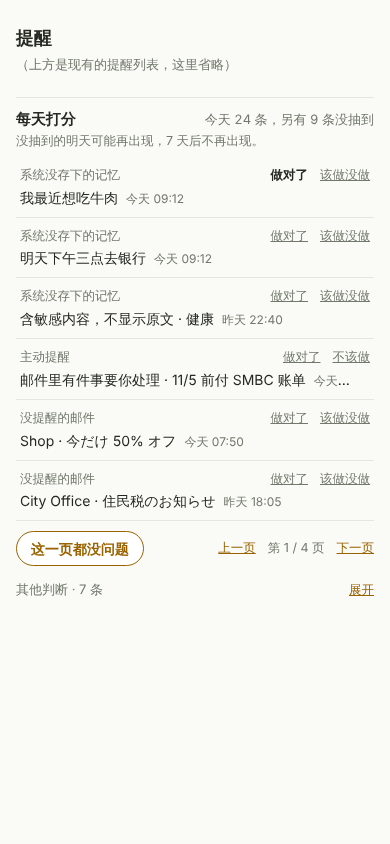 提醒
（上方是现有的提醒列表，这里省略）
每天打分 今天 24 条，另有 9 条没抽到
没抽到的明天可能再出现，7 天后不再出现。
系统没存下的记忆 做对了 该做没做
我最近想吃牛肉 今天 09:12
系统没存下的记忆 做对了 该做没做
明天下午三点去银行 今天 09:12
系统没存下的记忆 做对了 该做没做
含敏感内容，不显示原文 · 健康 昨天 22:40
主动提醒 做对了 不该做
邮件里有件事要你处理 · 11/5 前付 SMBC 账单 今天…
没提醒的邮件 做对了 该做没做
Shop · 今だけ 50% オフ 今天 07:50
没提醒的邮件 做对了 该做没做
City Office · 住民税のお知らせ 昨天 18:05
这一页都没问题 上一页 第 1 / 4 页 下一页
其他判断 · 7 条 展开